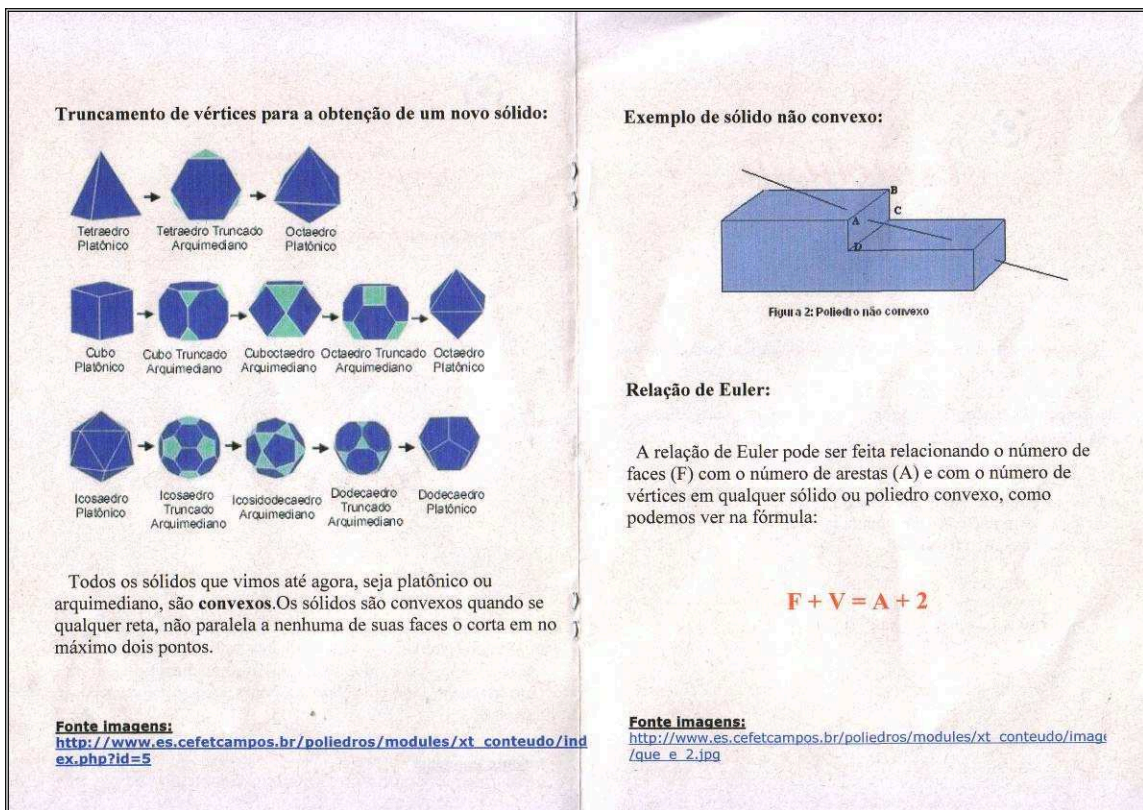 Truncamento de vértices para a obtenção de um novo sólido:
Tetraedro
Platônico
Tetraedro Truncado
Arquimediano
Octaedro
Platônico
Cubo
Platônico
Cubo Truncado
Arquimediano
Cuboctaedro
Arquimediano
Octaedro Truncado
Arquimediano
Octaedro
Platônico
Icosaedro
Platônico
Icosaedro
Truncado
Arquimediano
Icosidodecaedro
Arquimediano
Dodecaedro
Truncado
Arquimediano
Dodecaedro
Platônico
Todos os sólidos que vimos até agora, seja platônico ou
arquimediano, são convexos.Os sólidos são convexos quando se
qualquer reta, não paralela a nenhuma de suas faces o corta em no
máximo dois pontos.
Fonte imagens:
http://www.es.cefetcampos.br/poliedros/modules/xt_conteudo/ind
ex.php?id=5
Exemplo de sólido não convexo:
B
C
A
D
Figura 2: Poliedro não convexo
Relação de Euler:
A relação de Euler pode ser feita relacionando o número de
faces (F) com o número de arestas (A) e com o número de
vértices em qualquer sólido ou poliedro convexo, como
podemos ver na fórmula:
F + V = A + 2
Fonte imagens:
http://www.es.cefetcampos.br/poliedros/modules/xt_conteudo/image
/que_e_2.jpg